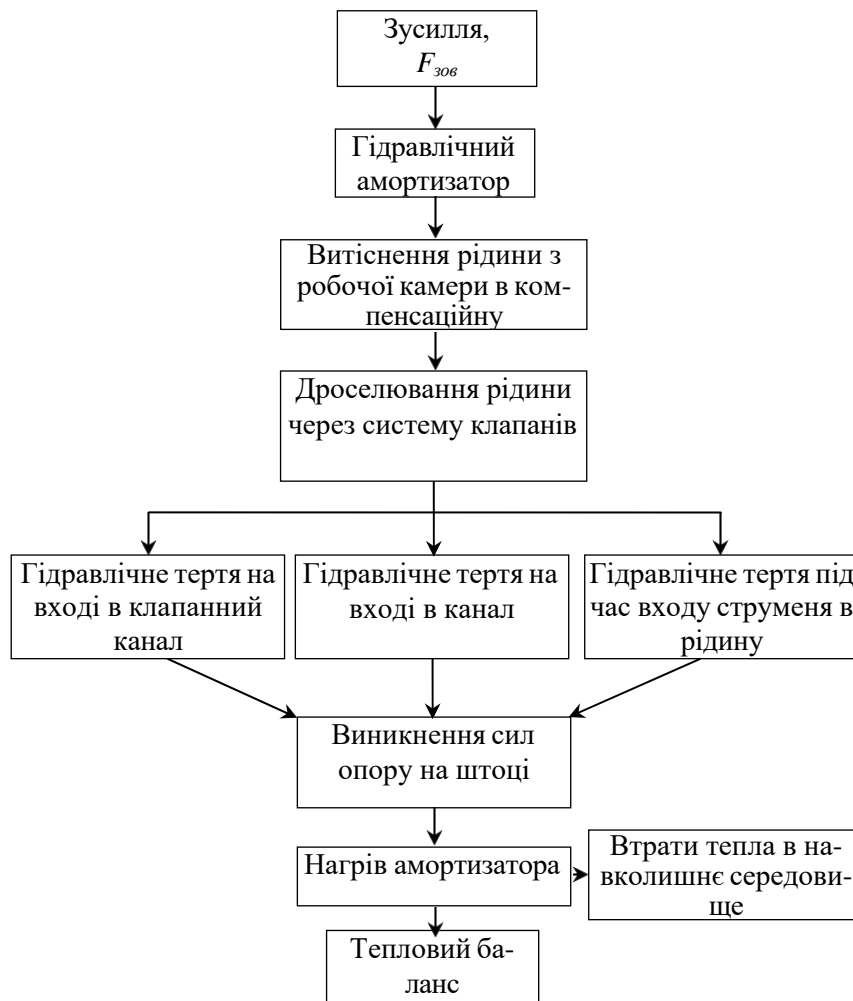 Зусилля,
F зов
Гідравлічний
амортизатор
Витіснення рідини з
робочої камери в ком-
пенсаційну
Дроселювання рідини
через систему клапанів
Гідравлічне тертя на
вході в клапанний
канал
Гідравлічне тертя на
вході в канал
Гідравлічне тертя під
час входу струменя в
рідину
Виникнення сил
опору на штоці
Нагрів амортизатора
Втрати тепла в на-
вколишнє середови-
ще
Тепловий ба-
ланс